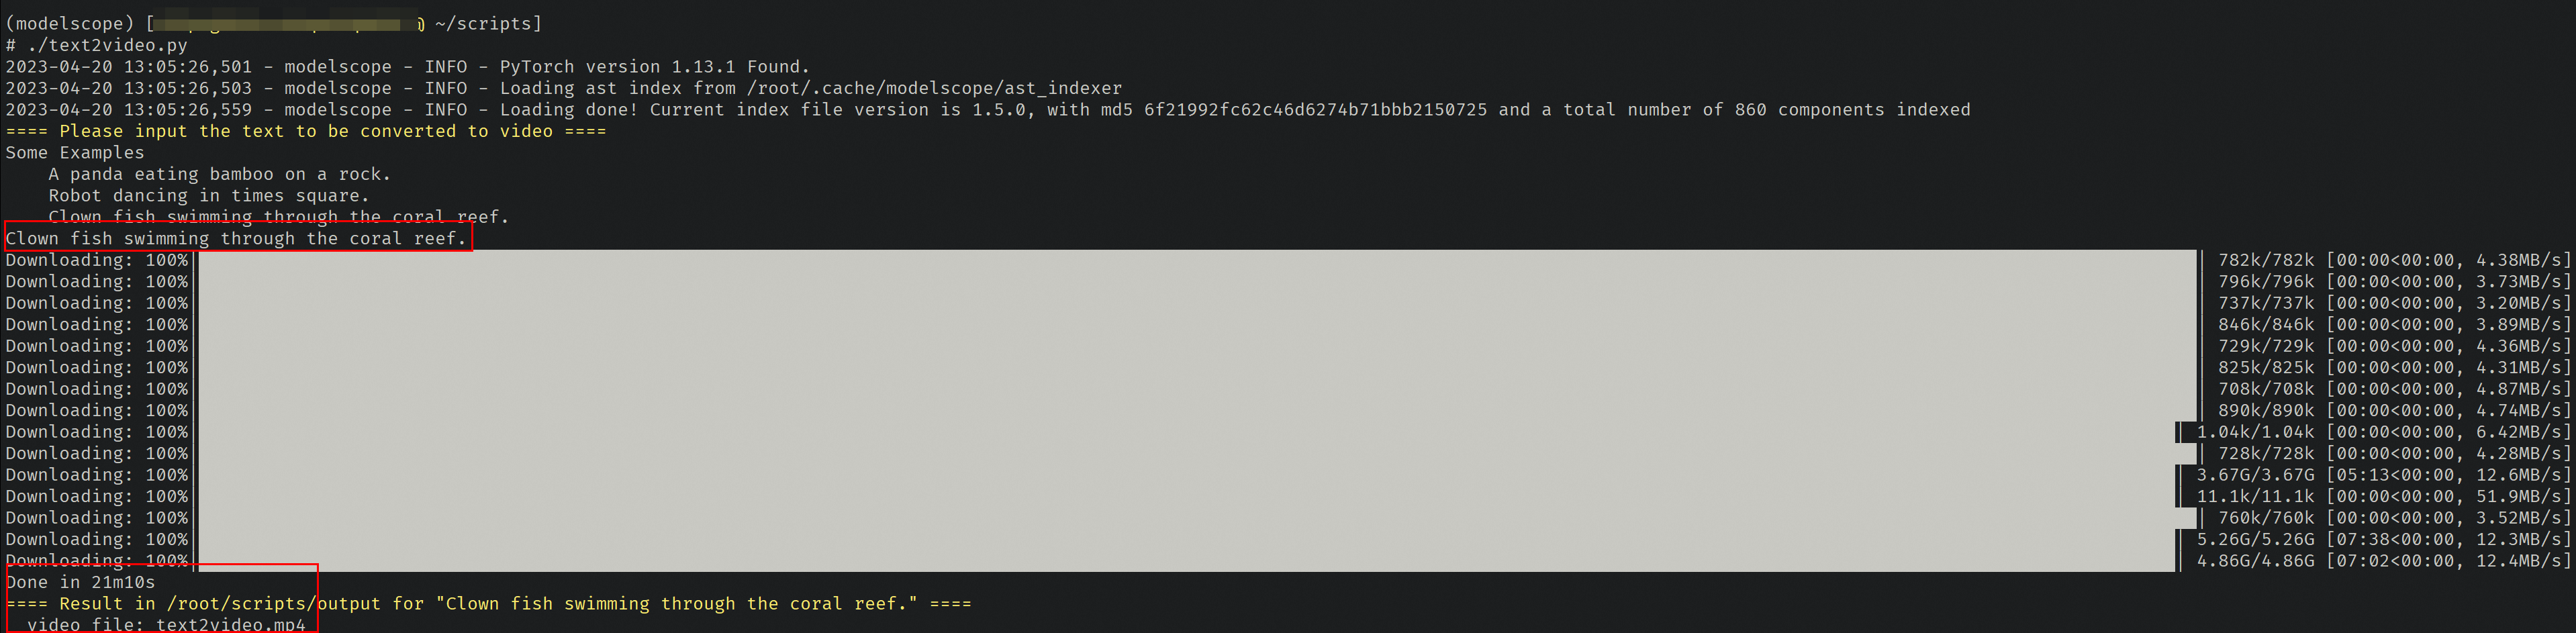 (modelscope) [ ~/scripts]
# ./text2video.py
2023-04-20 13:05:26,501 - modelscope - INFO - PyTorch version 1.13.1 Found.
2023-04-20 13:05:26,503 - modelscope - INFO - Loading ast index from /root/.cache/modelscope/ast_indexer
2023-04-20 13:05:26,559 - modelscope - INFO - Loading done! Current index file version is 1.5.0, with md5 6f21992fc62c46d6274b71bbb2150725 and a total number of 860 components indexed
==== Please input the text to be converted to video ====
Some Examples
A panda eating bamboo on a rock.
Robot dancing in times square.
Clown fish swimming through the coral reef.
Clown fish swimming through the coral reef.
Downloading: 100%| | 782k/782k [00:00<00:00, 4.38MB/s]
Downloading: 100%| | 796k/796k [00:00<00:00, 3.73MB/s]
Downloading: 100%| | 737k/737k [00:00<00:00, 3.20MB/s]
Downloading: 100%| | 846k/846k [00:00<00:00, 3.89MB/s]
Downloading: 100%| | 729k/729k [00:00<00:00, 4.36MB/s]
Downloading: 100%| | 825k/825k [00:00<00:00, 4.31MB/s]
Downloading: 100%| | 708k/708k [00:00<00:00, 4.87MB/s]
Downloading: 100%| | 890k/890k [00:00<00:00, 4.74MB/s]
Downloading: 100%| | 1.04k/1.04k [00:00<00:00, 6.42MB/s]
Downloading: 100%| | 728k/728k [00:00<00:00, 4.28MB/s]
Downloading: 100%| | 3.67G/3.67G [05:13<00:00, 12.6MB/s]
Downloading: 100%| | 11.1k/11.1k [00:00<00:00, 51.9MB/s]
Downloading: 100%| | 760k/760k [00:00<00:00, 3.52MB/s]
Downloading: 100%| | 5.26G/5.26G [07:38<00:00, 12.3MB/s]
Downloading: 100%| | 4.86G/4.86G [07:02<00:00, 12.4MB/s]
Done in 21m10s
==== Result in /root/scripts/output for "Clown fish swimming through the coral reef." ====
video file: text2video.mp4